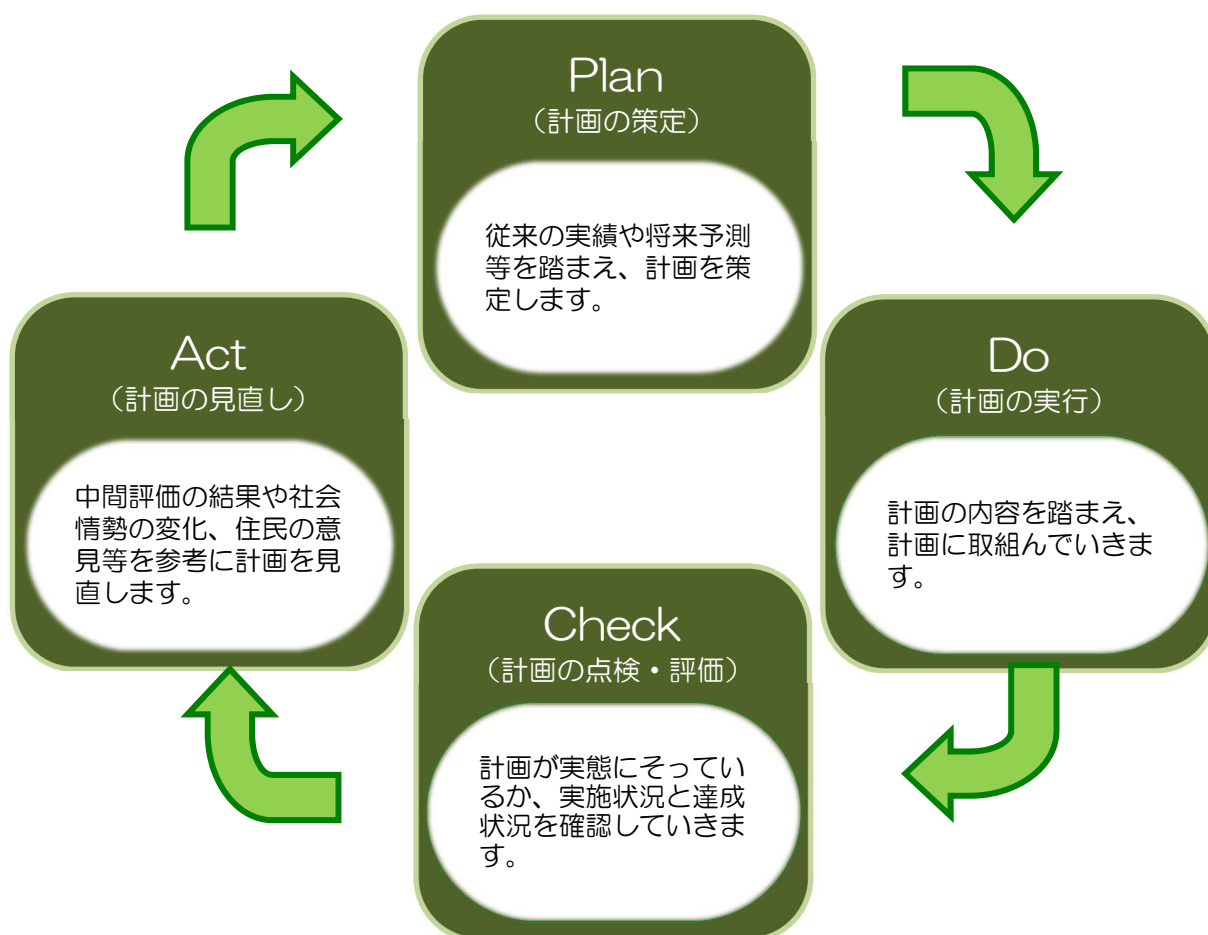 Plan
（計画の策定）
従来の実績や将来予測
等を踏まえ、計画を策
定します。
Do
（計画の実行）
計画の内容を踏まえ、
計画に取組んでいきま
す。
Check
（計画の点検・評価）
計画が実態にそってい
るか、実施状況と達成
状況を確認していきま
す。
Act
（計画の見直し）
中間評価の結果や社会
情勢の変化、住民の意
見等を参考に計画を見
直します。